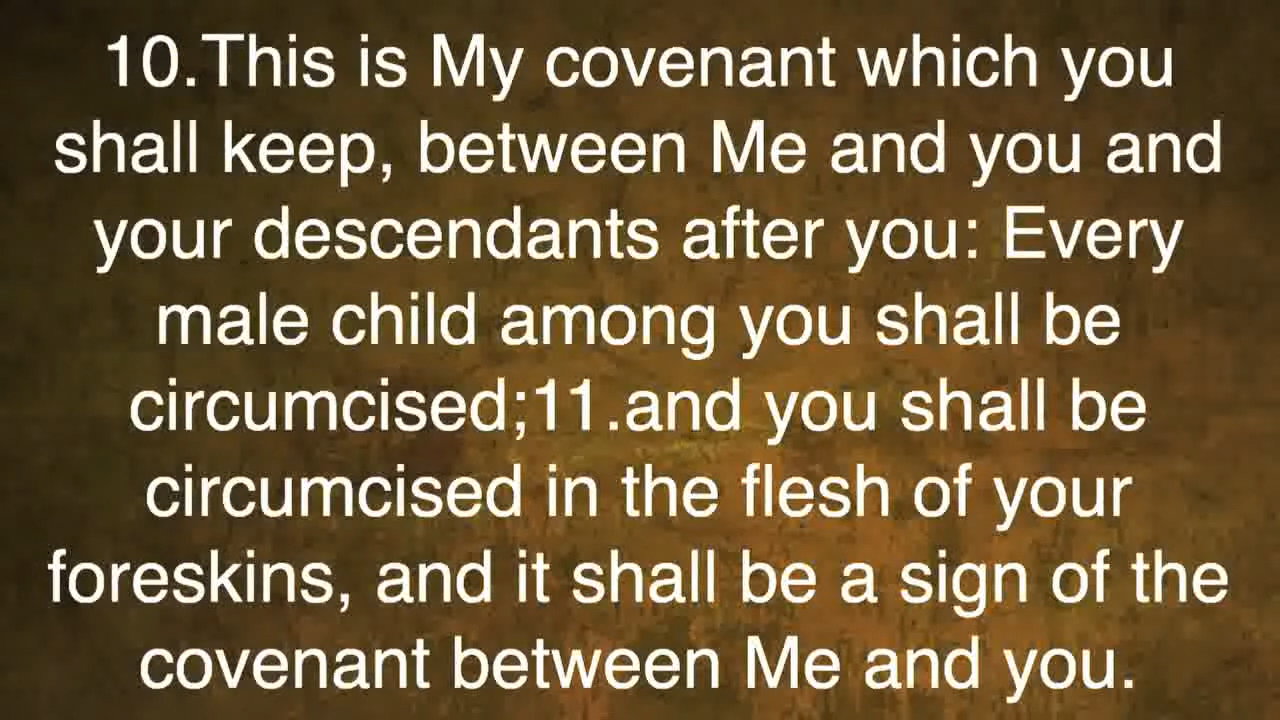 10.This is My covenant which you
shall keep, between Me and you and
your descendants after you: Every
male child among you shall be
circumcised;11.and you shall be
circumcised in the flesh of your
foreskins, and it shall be a sign of the
covenant between Me and you.